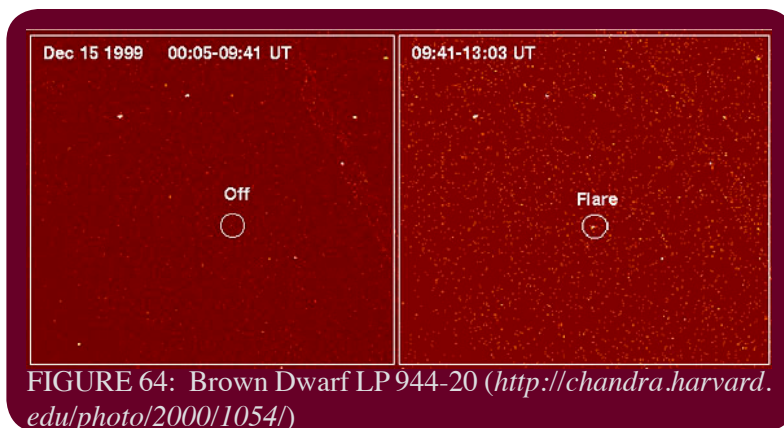 Dec 15 1999 00:05-09:41 UT
Off
09:41-13:03 UT
Flare
FIGURE 64: Brown Dwarf LP 944-20 (http://chandra.harvard.
edu/photo/2000/1054/)